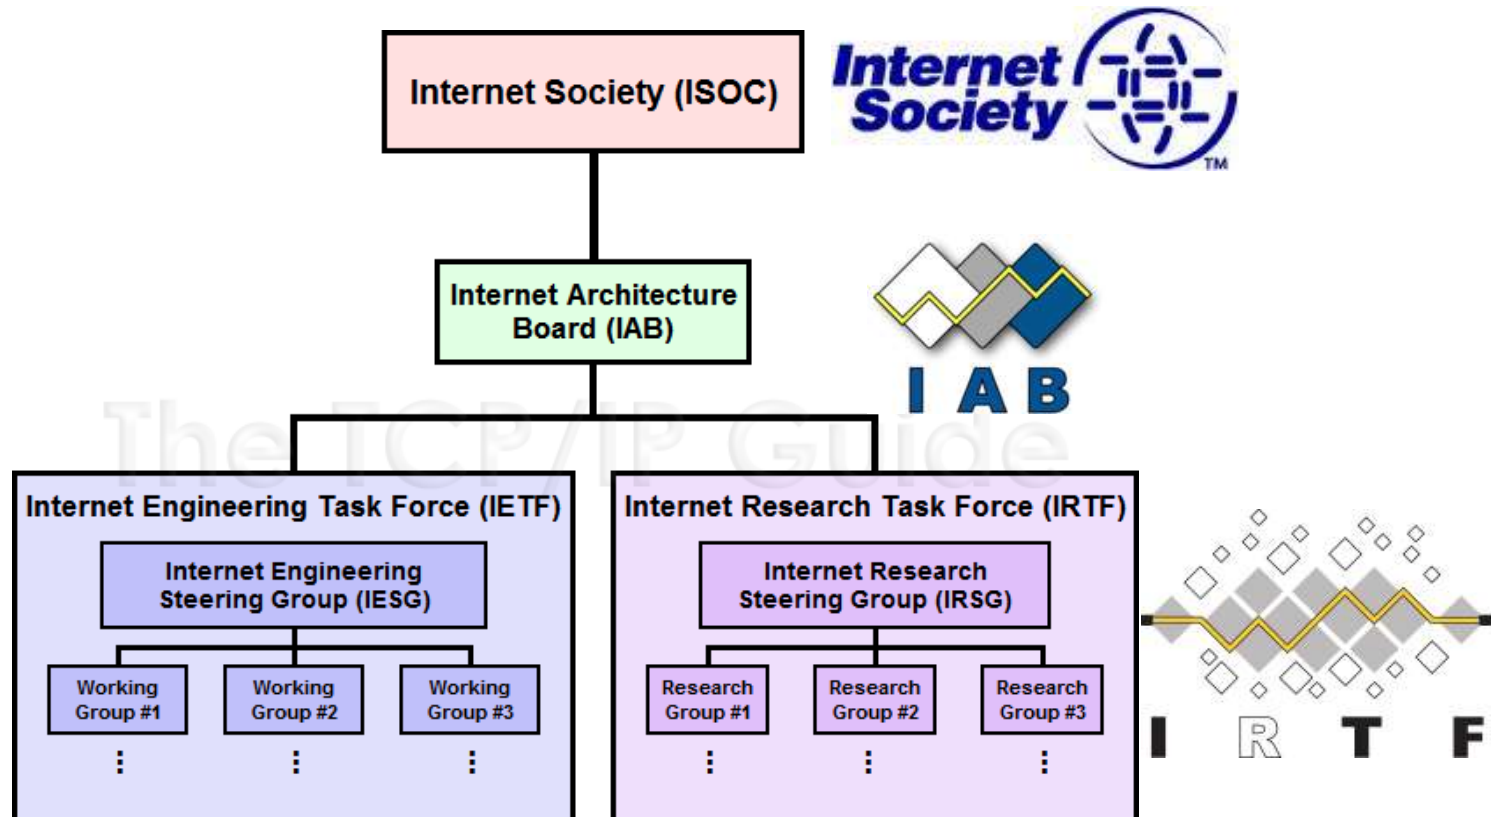 Internet Society (ISOC)
Internet
Society
TM
Internet Architecture
Board (IAB)
I A B
The TCP/IP Guide
Internet Engineering Task Force (IETF)
Internet Engineering
Steering Group (IESG)
Working
Group #1
Working
Group #2
Working
Group #3
Internet Research Task Force (IRTF)
Internet Research
Steering Group (IRSG)
Research
Group #1
Research
Group #2
Research
Group #3
I R T F